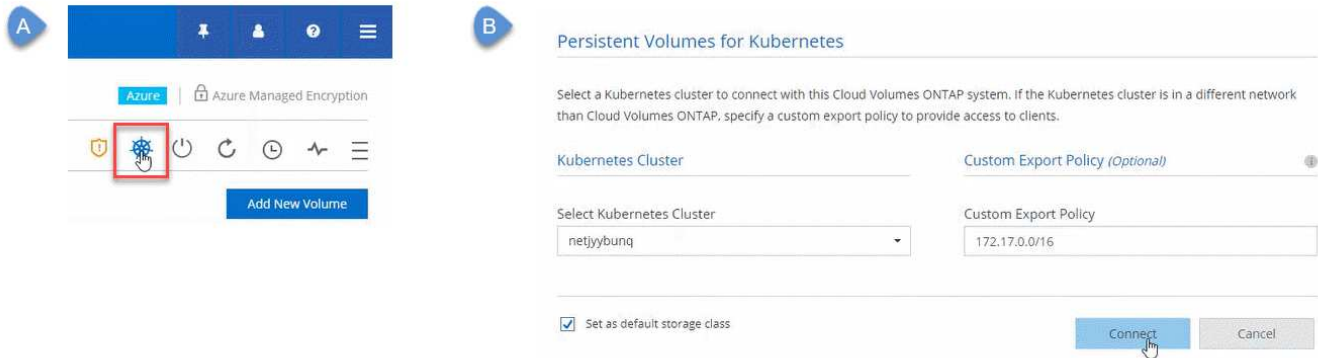 A
Azure
Azure Managed Encryption
Add New Volume
B
Persistent Volumes for Kubernetes
Select a Kubernetes cluster to connect with this Cloud Volumes ONTAP system. If the Kubernetes cluster is in a different network
than Cloud Volumes ONTAP, specify a custom export policy to provide access to clients.
Kubernetes Cluster
Custom Export Policy (Optional)
Select Kubernetes Cluster
Custom Export Policy
netjyybunq
172.17.0.0/16
Set as default storage class
Connect
Cancel